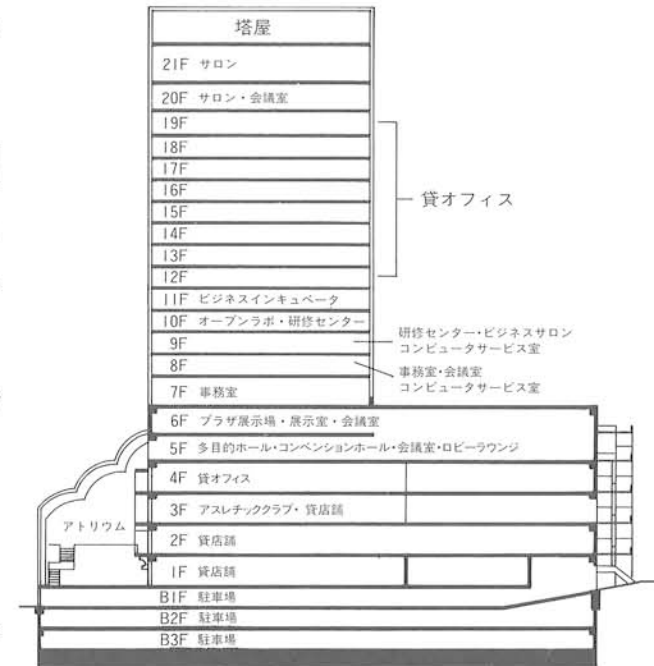 塔屋
21F サロン
20F サロン・会議室
19F
18F
17F
16F
15F
14F
13F
12F
貸オフィス
11F ビジネスインキュベータ
10F オープンラボ・研修センター
9F
研修センター・ビジネスサロン
コンピュータサービス室
8F
事務室・会議室
コンピュータサービス室
7F 事務室
6F プラザ展示場・展示室・会議室
5F 多目的ホール・コンベンションホール・会議室・ロビーラウンジ
4F 貸オフィス
3F アスレチッククラブ・貸店舗
アトリウム
2F 貸店舗
1F 貸店舗
B1F 駐車場
B2F 駐車場
B3F 駐車場